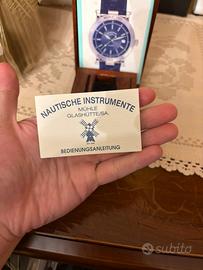 NAUTISCHE INSTRUMENTE
MÜHLE
GLASHÜTTE/SA.
BEDIENUNGSANLEITUNG
subito